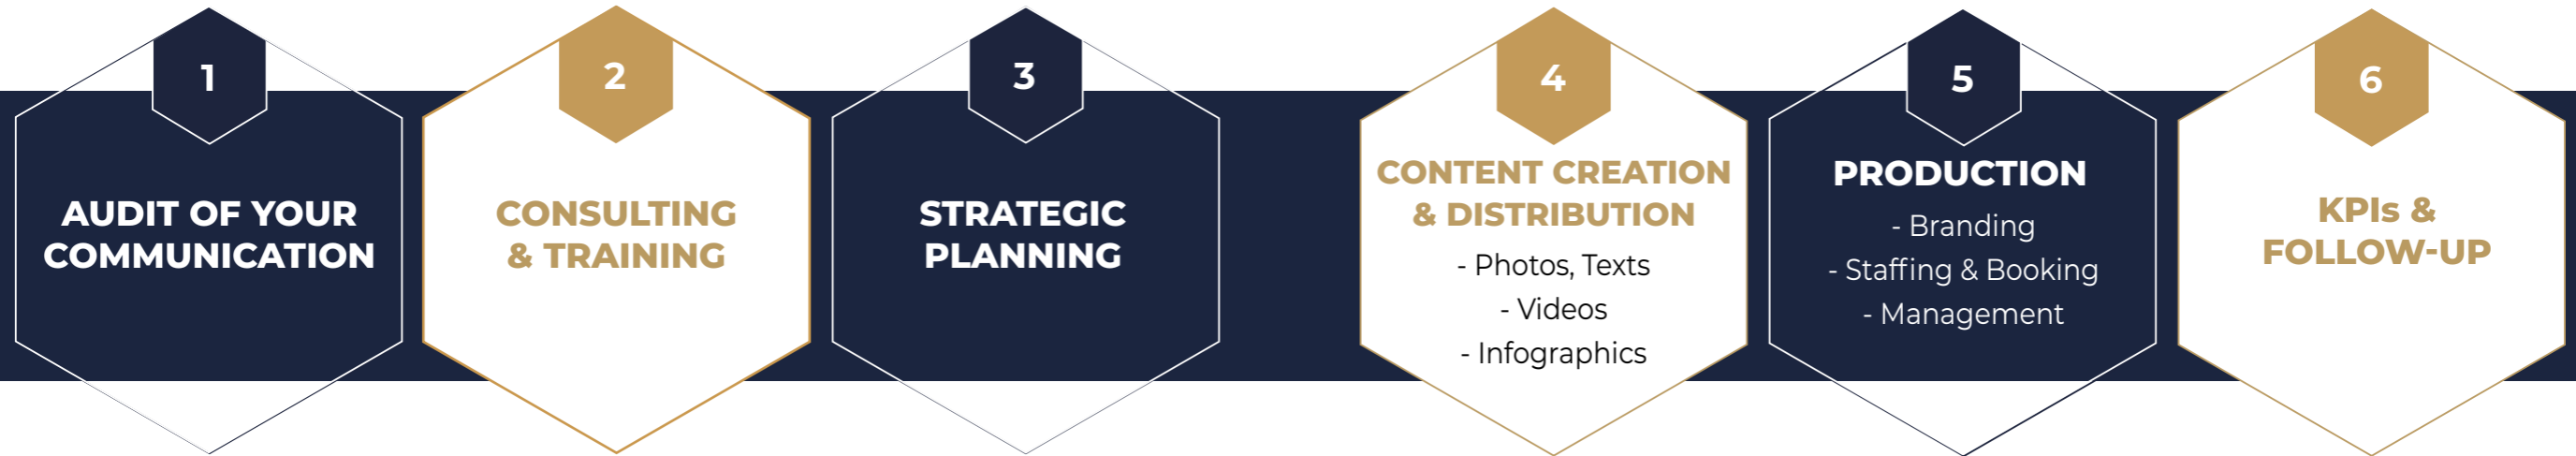 1
AUDIT OF YOUR
COMMUNICATION
2
CONSULTING
& TRAINING
3
STRATEGIC
PLANNING
4
CONTENT CREATION
& DISTRIBUTION
- Photos, Texts
- Videos
- Infographics
5
PRODUCTION
- Branding
- Staffing & Booking
- Management
6
KPIs &
FOLLOW-UP